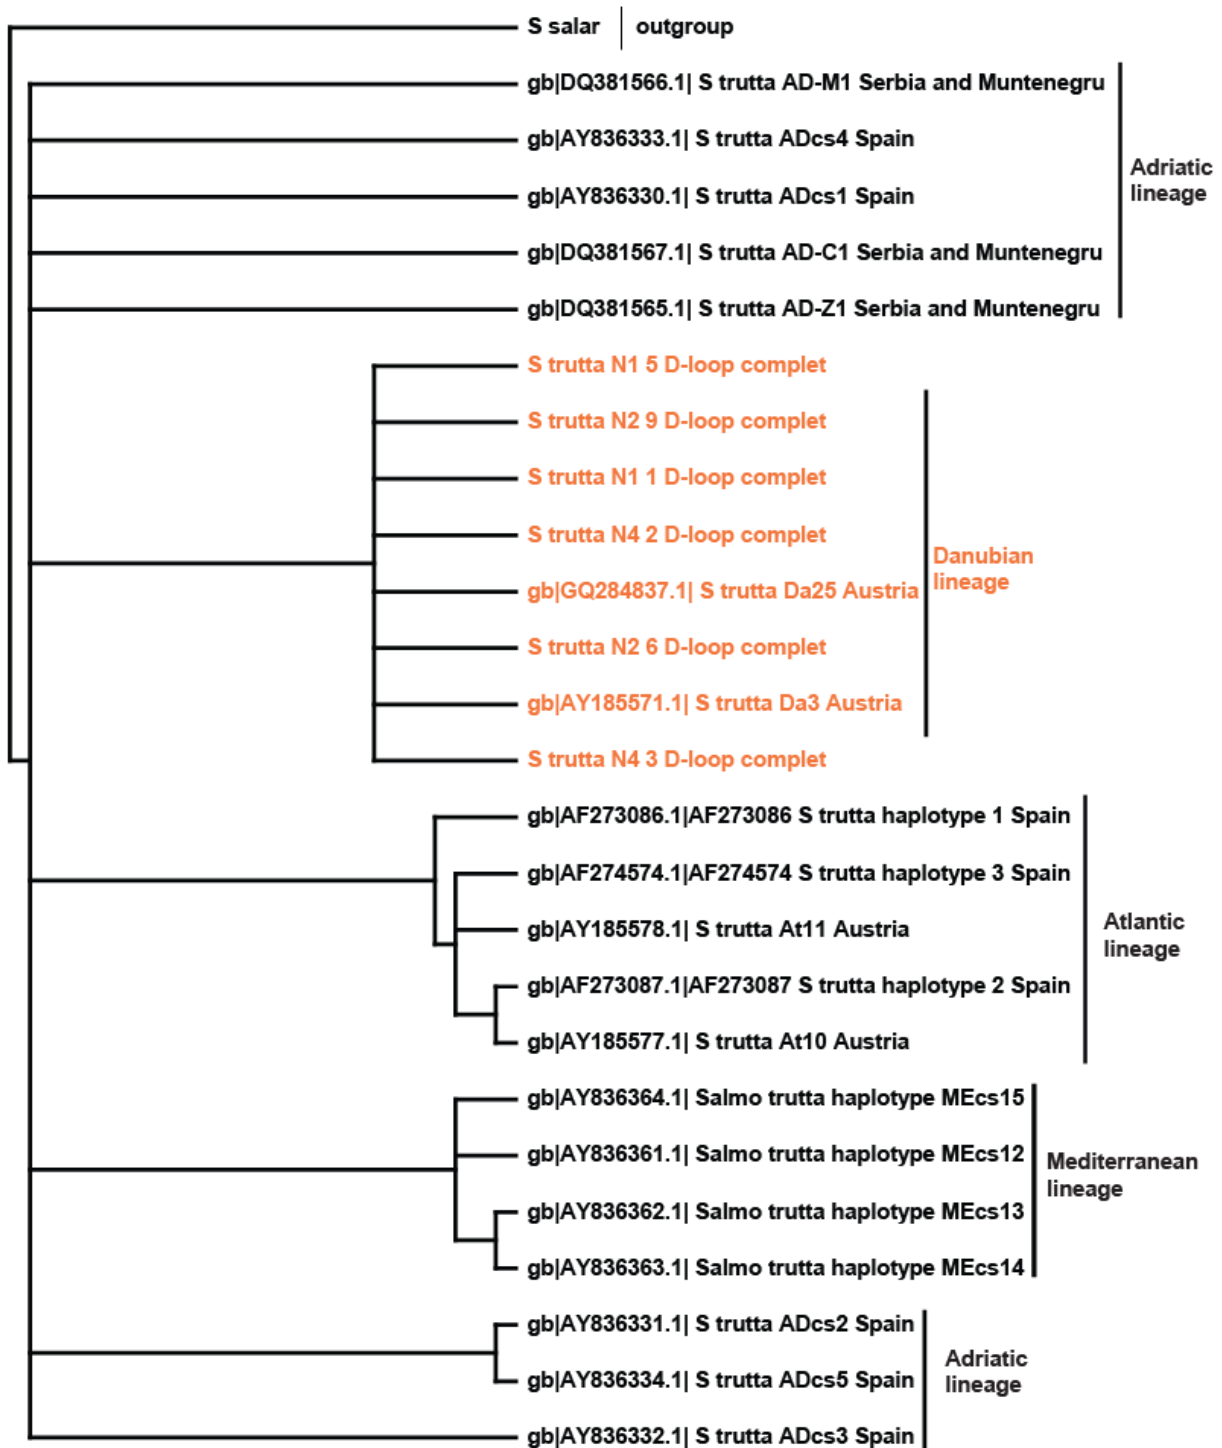 S salar
outgroup
gb|DQ381566.1| S trutta AD-M1 Serbia and Muntenegru
gb|AY836333.1| S trutta ADcs4 Spain
gb|AY836330.1| S trutta ADcs1 Spain
gb|DQ381567.1| S trutta AD-C1 Serbia and Muntenegru
gb|DQ381565.1| S trutta AD-Z1 Serbia and Muntenegru
Adriatic
lineage
S trutta N1 5 D-loop complet
S trutta N2 9 D-loop complet
S trutta N1 1 D-loop complet
S trutta N4 2 D-loop complet
gb|GQ284837.1| S trutta Da25 Austria
S trutta N2 6 D-loop complet
gb|AY185571.1| S trutta Da3 Austria
S trutta N4 3 D-loop complet
Danubian
lineage
gb|AF273086.1|AF273086 S trutta haplotype 1 Spain
gb|AF274574.1|AF274574 S trutta haplotype 3 Spain
gb|AY185578.1| S trutta At11 Austria
gb|AF273087.1|AF273087 S trutta haplotype 2 Spain
gb|AY185577.1| S trutta At10 Austria
Atlantic
lineage
gb|AY836364.1| Salmo trutta haplotype MEcs15
gb|AY836361.1| Salmo trutta haplotype MEcs12
gb|AY836362.1| Salmo trutta haplotype MEcs13
gb|AY836363.1| Salmo trutta haplotype MEcs14
Mediterranean
lineage
gb|AY836331.1| S trutta ADcs2 Spain
gb|AY836334.1| S trutta ADcs5 Spain
gb|AY836332.1| S trutta ADcs3 Spain
Adriatic
lineage